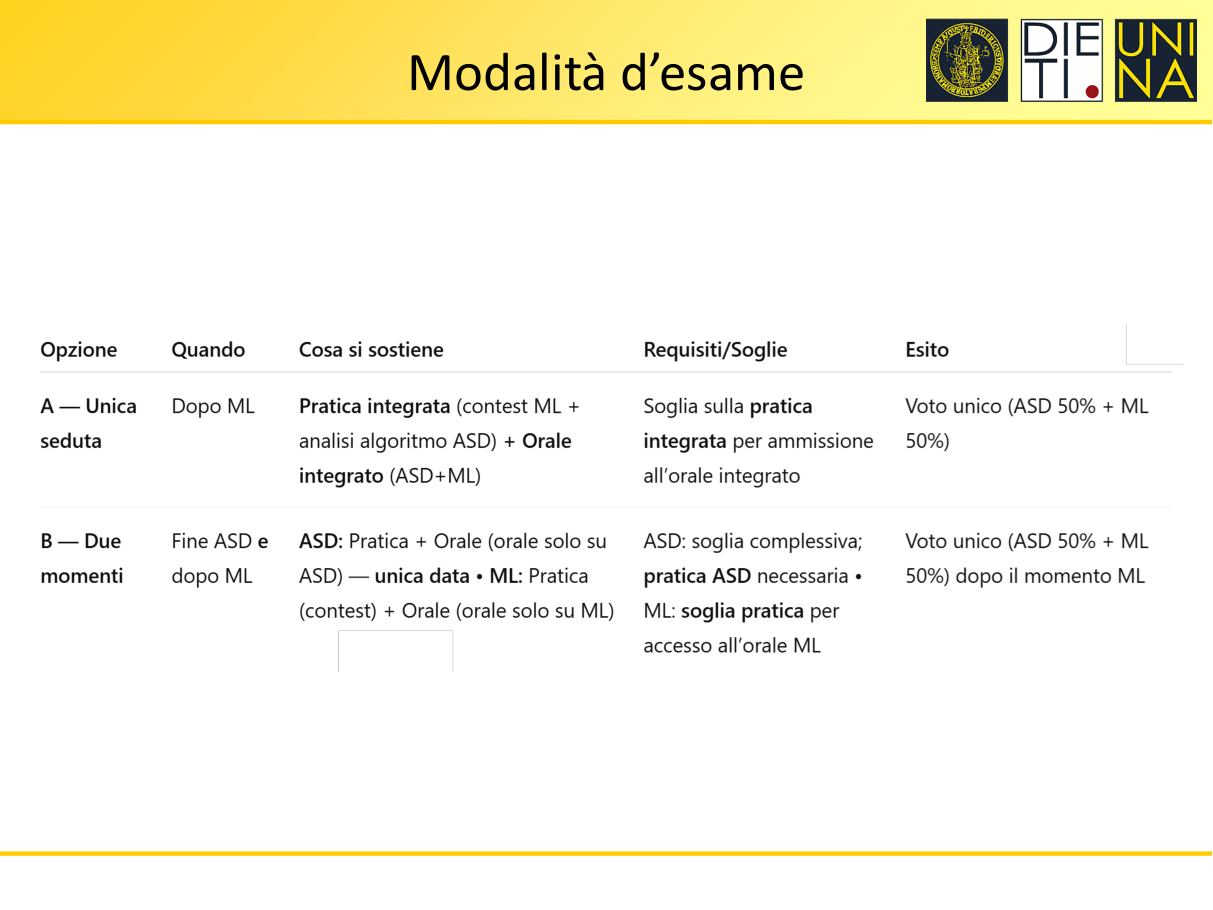 Modalità d’esame
DIE
TI.
UNI
NA
Opzione Quando Cosa si sostiene Requisiti/Soglie Esito
A — Unica seduta
Dopo ML
Pratica integrata (contest ML +
analisi algoritmo ASD) + Orale
integrato (ASD+ML)
Soglia sulla pratica
integrata per ammissione
all’orale integrato
Voto unico (ASD 50% + ML
50%)
B — Due
momenti
Fine ASD e
dopo ML
ASD: Pratica + Orale (orale solo su
ASD) — unica data • ML: Pratica
(contest) + Orale (orale solo su ML)
ASD: soglia complessiva;
pratica ASD necessaria •
ML: soglia pratica per
accesso all’orale ML
Voto unico (ASD 50% + ML
50%) dopo il momento ML